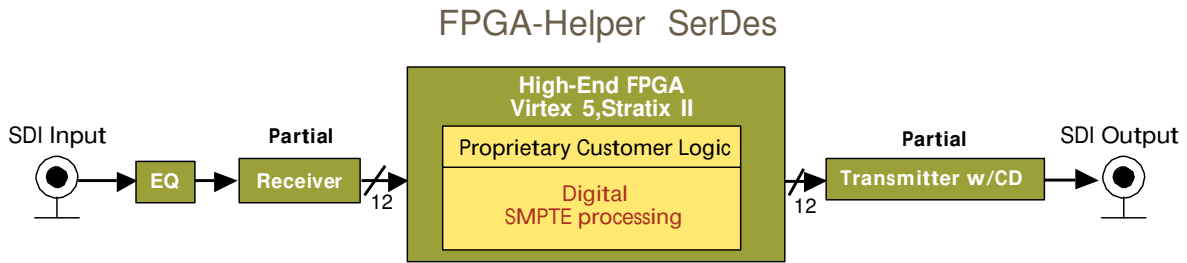 FPGA-Helper SerDes
High-End FPGA
Virtex 5,Stratix II
SDI Input
Partial
Proprietary Customer Logic
Partial
SDI Output
EQ
Receiver
12
Digital
SMPTE processing
12
Transmitter w/CD